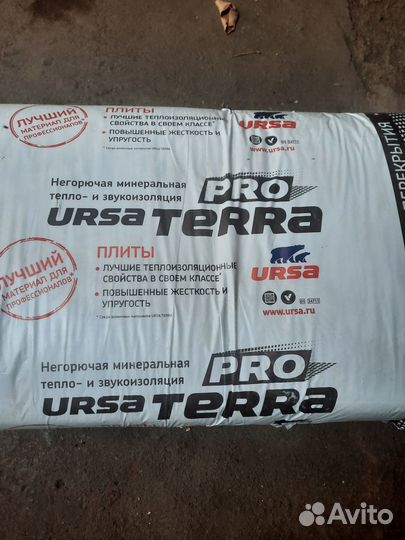 ЛУЧШИЙ
МАТЕРИАЛ ДЛЯ
ПРОФЕССИОНАЛОВ
ПЛИТЫ
• ЛУЧШИЕ ТЕПЛОИЗОЛЯЦИОННЫЕ
СВОЙСТВА В СВОЕМ КЛАССЕ*
• ПОВЫШЕННЫЕ ЖЕСТКОСТЬ И
УПРУГОСТЬ
URSA
www.ursa.ru
ПЕРЕКРЫТИЯ
Негорючая минеральная
тепло- и звукоизоляция
PRO
URSA TERRA
ЛУЧШИЙ
МАТЕРИАЛ ДЛЯ
ПРОФЕССИОНАЛОВ
ПЛИТЫ
• ЛУЧШИЕ ТЕПЛОИЗОЛЯЦИОННЫЕ
СВОЙСТВА В СВОЕМ КЛАССЕ*
• ПОВЫШЕННЫЕ ЖЕСТКОСТЬ И
УПРУГОСТЬ
URSA
www.ursa.ru
Негорючая минеральная
тепло- и звукоизоляция
PRO
URSA TERRA
Avito